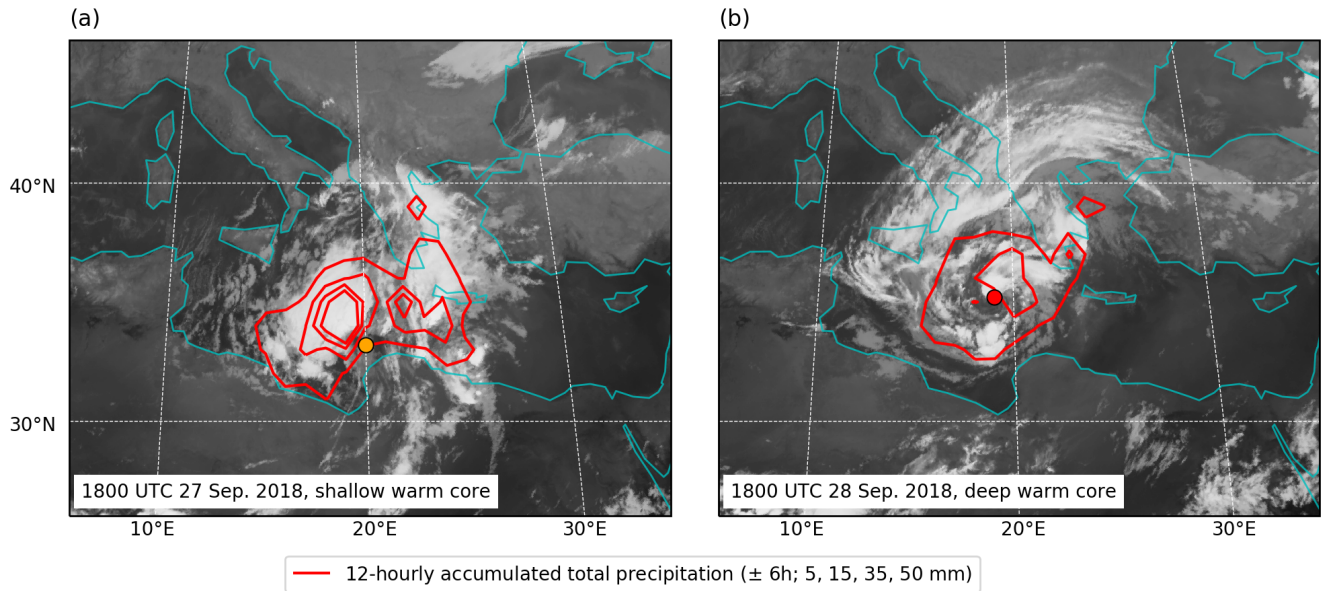 (a)
(b)
40°N
30°N
1800 UTC 27 Sep. 2018, shallow warm core
1800 UTC 28 Sep. 2018, deep warm core
10°E
20°E
30°E
10°E
20°E
30°E
12-hourly accumulated total precipitation (± 6h; 5, 15, 35, 50 mm)